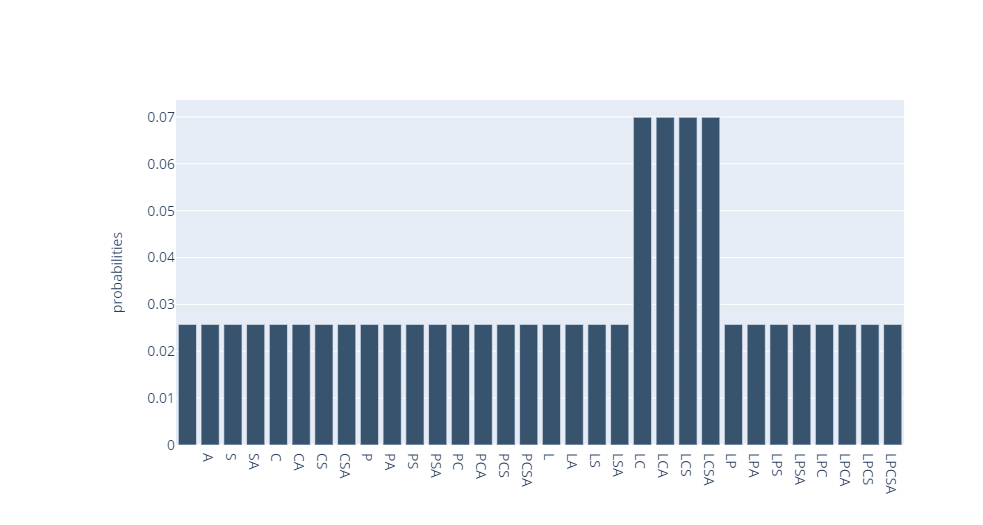 probabilities
0.07
0.06
0.05
0.04
0.03
0.02
0.01
0
A
S
SA
C
CA
CS
CSA
P
PA
PS
PSA
PC
PCA
PCS
PCSA
L
LA
LS
LSA
LC
LCA
LCS
LCSA
LP
LPA
LPS
LPSA
LPC
LPCA
LPCS
LPCSA